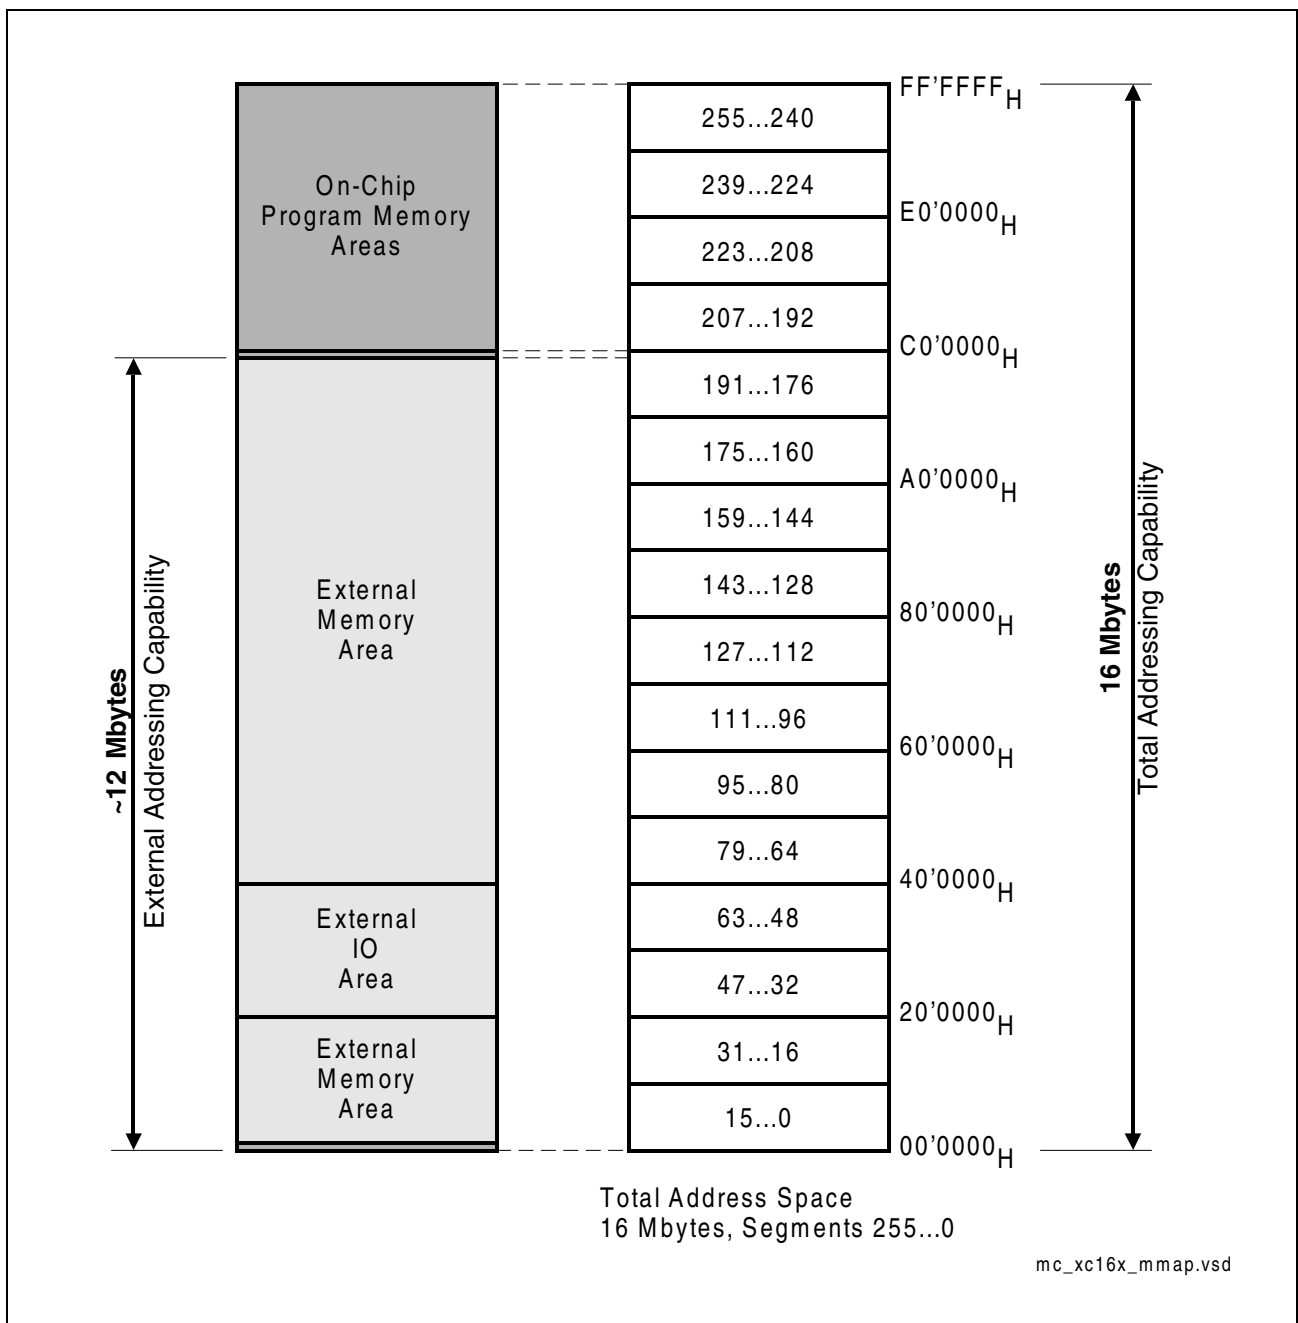 On-Chip
Program Memory
Areas
External
Memory
Area
External
IO
Area
External
Memory
Area
~12 Mbytes
External Addressing Capability
255...240
239...224
223...208
207...192
191...176
175...160
159...144
143...128
127...112
111...96
95...80
79...64
63...48
47...32
31...16
15...0
FF'FFFFH
E0'0000H
C0'0000H
A0'0000H
80'0000H
60'0000H
40'0000H
20'0000H
00'0000H
16 Mbytes
Total Addressing Capability
Total Address Space
16 Mbytes, Segments 255...0
mc_xc16x_mmap.vsd